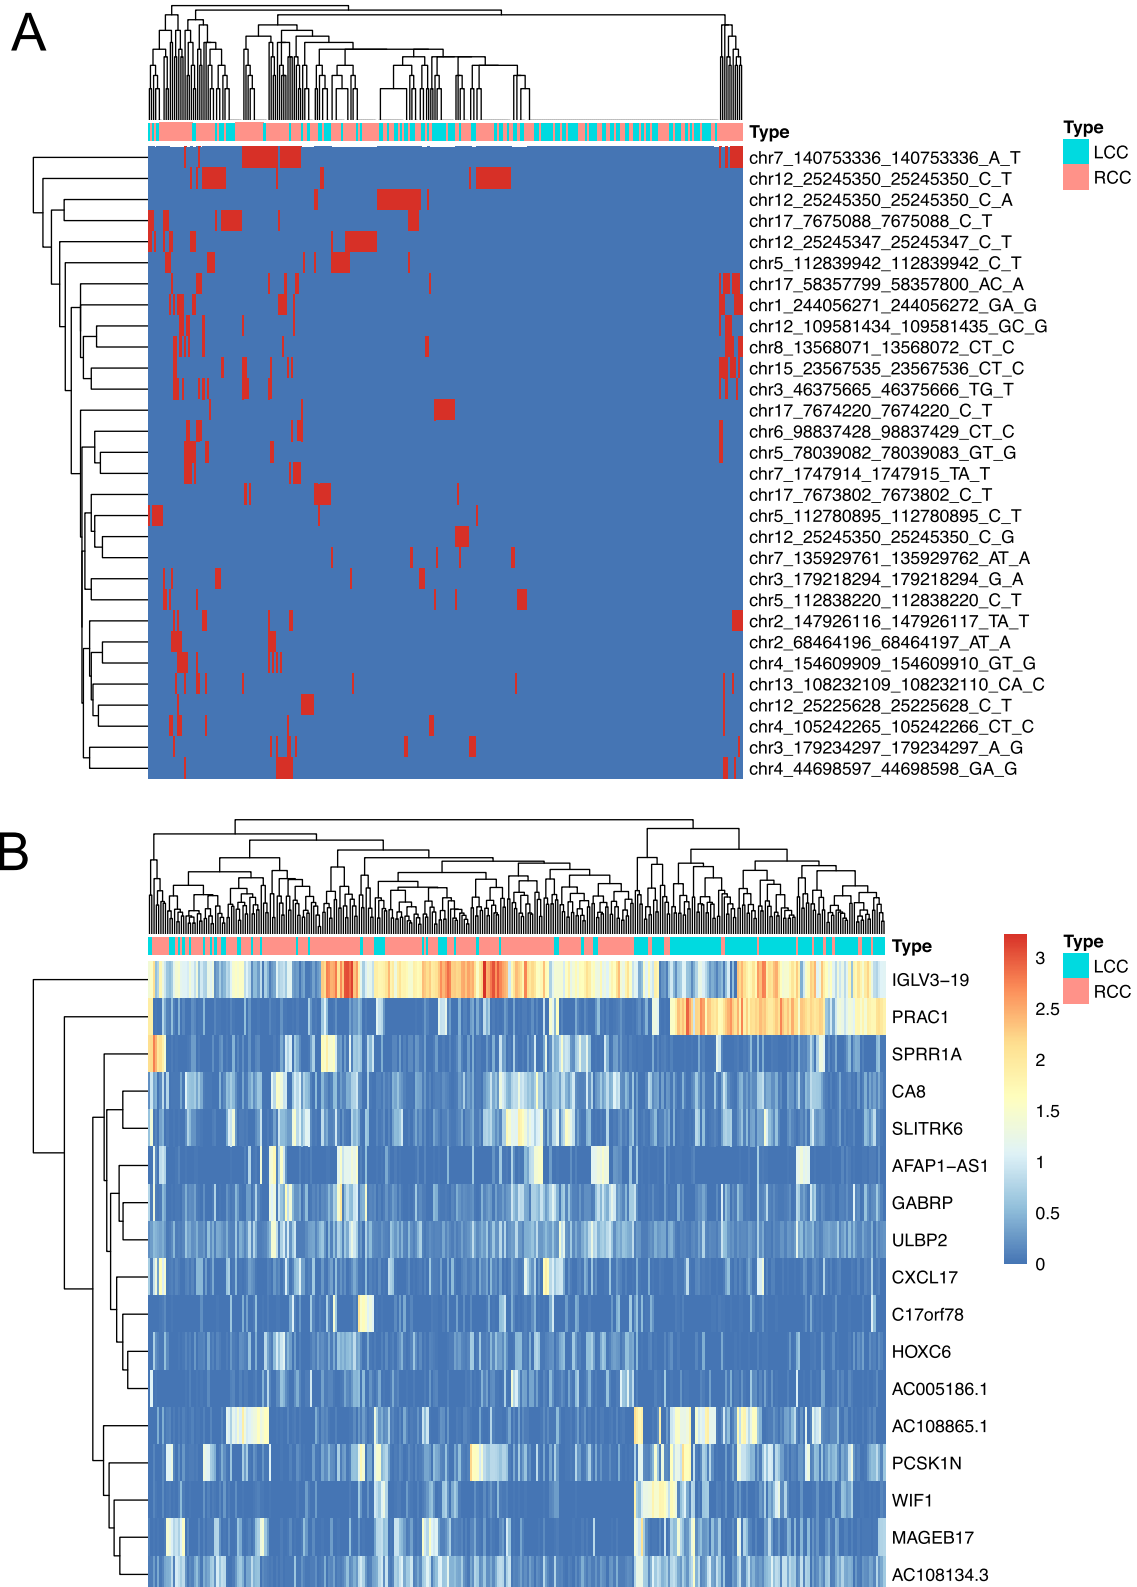 A
Type
Type
LCC
RCC
chr7_140753336_140753336_A_T
chr12_25245350_25245350_C_T
chr12_25245350_25245350_C_A
chr17_7675088_7675088_C_T
chr12_25245347_25245347_C_T
chr5_112839942_112839942_C_T
chr17_58357799_58357800_AC_A
chr1_244056271_244056272_GA_G
chr12_109581434_109581435_GC_G
chr8_13568071_13568072_CT_C
chr15_23567535_23567536_CT_C
chr3_46375665_46375666_TG_T
chr17_7674220_7674220_C_T
chr6_98837428_98837429_CT_C
chr5_78039082_78039083_GT_G
chr7_1747914_1747915_TA_T
chr17_7673802_7673802_C_T
chr5_112780895_112780895_C_T
chr12_25245350_25245350_C_G
chr7_135929761_135929762_AT_A
chr3_179218294_179218294_G_A
chr5_112838220_112838220_C_T
chr2_147926116_147926117_TA_T
chr2_68464196_68464197_AT_A
chr4_154609909_154609910_GT_G
chr13_108232109_108232110_CA_C
chr12_25225628_25225628_C_T
chr4_105242265_105242266_CT_C
chr3_179234297_179234297_A_G
chr4_44698597_44698598_GA_G
B
Type
Type
LCC
RCC
3
2.5
2
1.5
1
0.5
0
IGLV3−19
PRAC1
SPRR1A
CA8
SLITRK6
AFAP1−AS1
GABRP
ULBP2
CXCL17
C17orf78
HOXC6
AC005186.1
AC108865.1
PCSK1N
WIF1
MAGEB17
AC108134.3